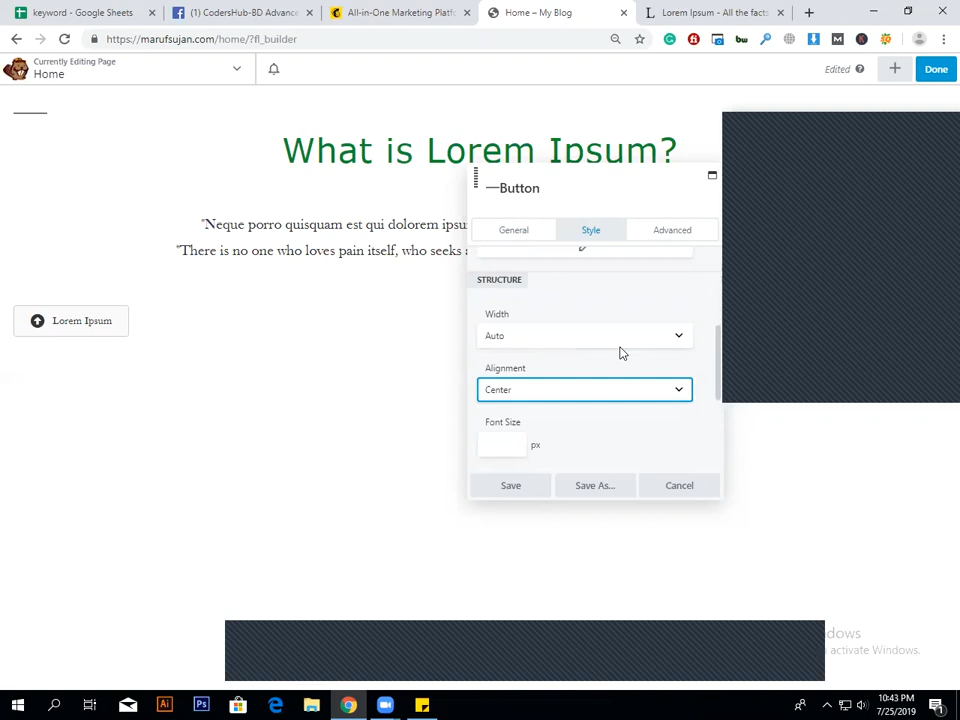 keyword - Google Sheets
(1) CodersHub-BD Advance
All-in-One Marketing Platfo
Home – My Blog
Lorem Ipsum - All the facts
https://marufsujan.com/home/?fl_builder
Currently Editing Page
Home
Edited
Done
What is Lorem Ipsum?
"Neque porro quisquam est qui dolorem ipsu
"There is no one who loves pain itself, who seeks a
Lorem Ipsum
—Button
General
Style
Advanced
STRUCTURE
Width
Auto
Alignment
Center
Font Size
px
Save
Save As...
Cancel
dows
activate Windows.
10:43 PM
7/25/2019